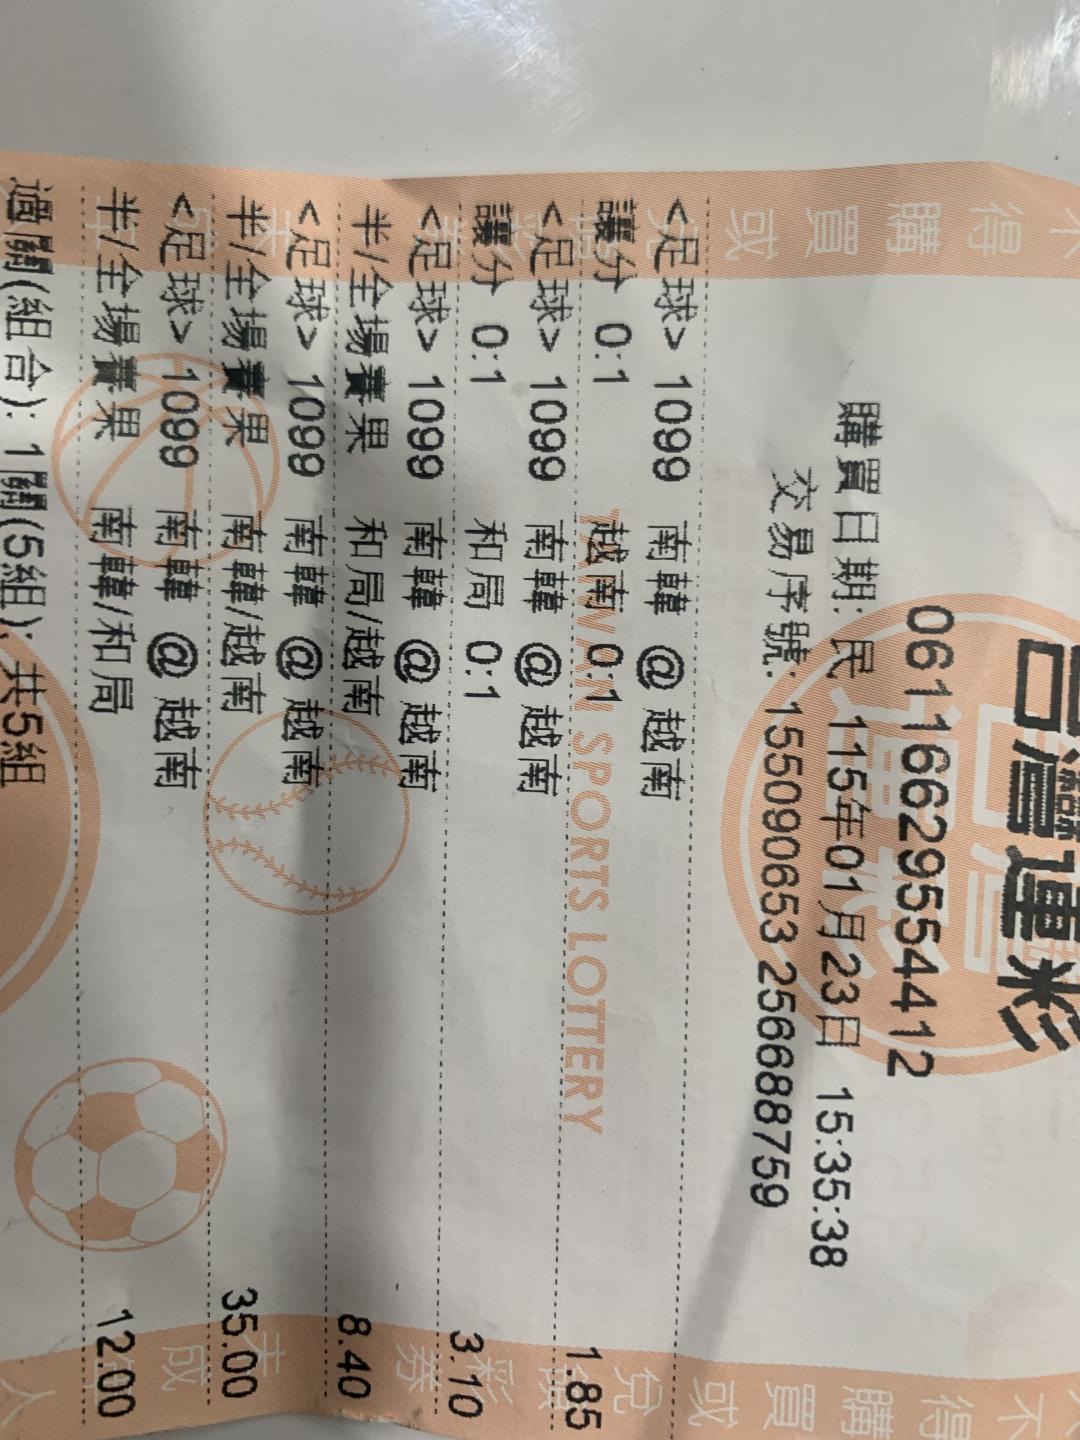 台灣運彩
061166295544 12
購買日期: 民 115年01月23日 15:35:38
交易序號: 155090653 256688759
<足球> 1099 南韓 @ 越南
讓分 0:1 越南 0:1 1.85
<足球> 1099 南韓 @ 越南
讓分 0:1 和局 0:1 3.10
<足球> 1099 南韓 @ 越南
半/全場賽果 和局/越南 8.40
<足球> 1099 南韓 @ 越南
半/全場賽果 南韓/越南 35.00
<足球> 1099 南韓 @ 越南
半/全場賽果 南韓/和局 12.00
過關(組合): 1關(5組); 共5組
TAIWAN SPORTS LOTTERY